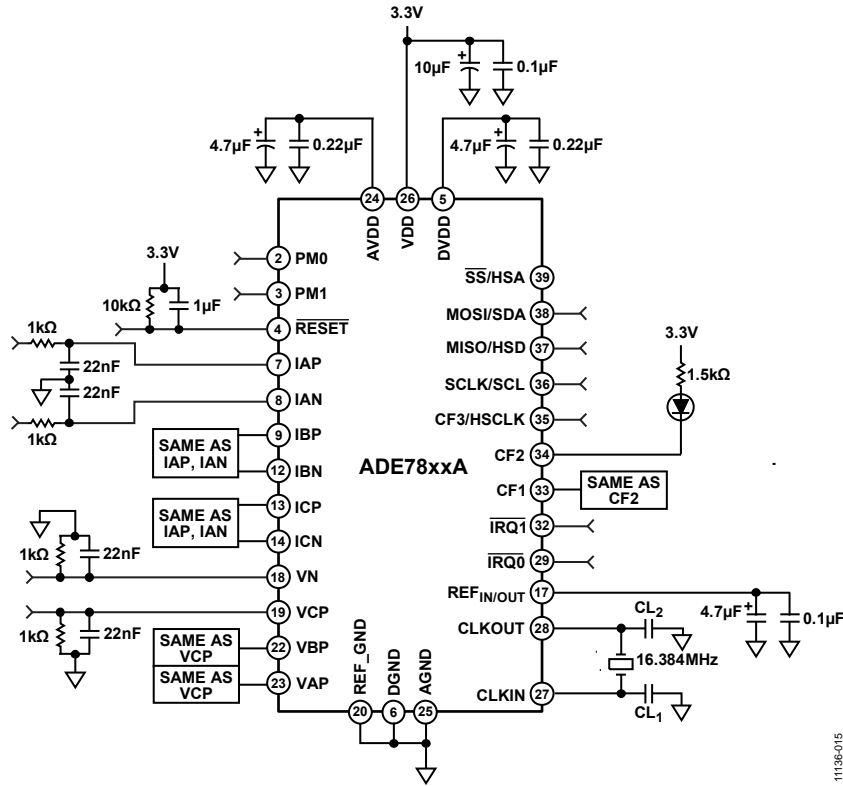 3.3V
10µF
+
0.1µF
4.7µF
+
0.22µF
4.7µF
+
0.22µF
24
26
5
AVDD
VDD
DVDD
3.3V
10kΩ
1µF
2 PM0
3 PM1
4 RESET
1kΩ
22nF
22nF
1kΩ
7 IAP
8 IAN
SAME AS
IAP, IAN
9 IBP
12 IBN
SAME AS
IAP, IAN
13 ICP
14 ICN
1kΩ
22nF
18 VN
19 VCP
1kΩ
22nF
SAME AS
VCP
22 VBP
SAME AS
VCP
23 VAP
ADE78xxA
SS/HSA 39
MOSI/SDA 38
MISO/HSD 37
SCLK/SCL 36
CF3/HSCLK 35
3.3V
1.5kΩ
CF2 34
CF1 33
SAME AS
CF2
IRQ1 32
IRQ0 29
REFIN/OUT 17
4.7µF
+
0.1µF
CLKOUT 28
CL2
16.384MHz
CLKIN 27
CL1
REF_GND
DGND
AGND
20
6
25
11136-015